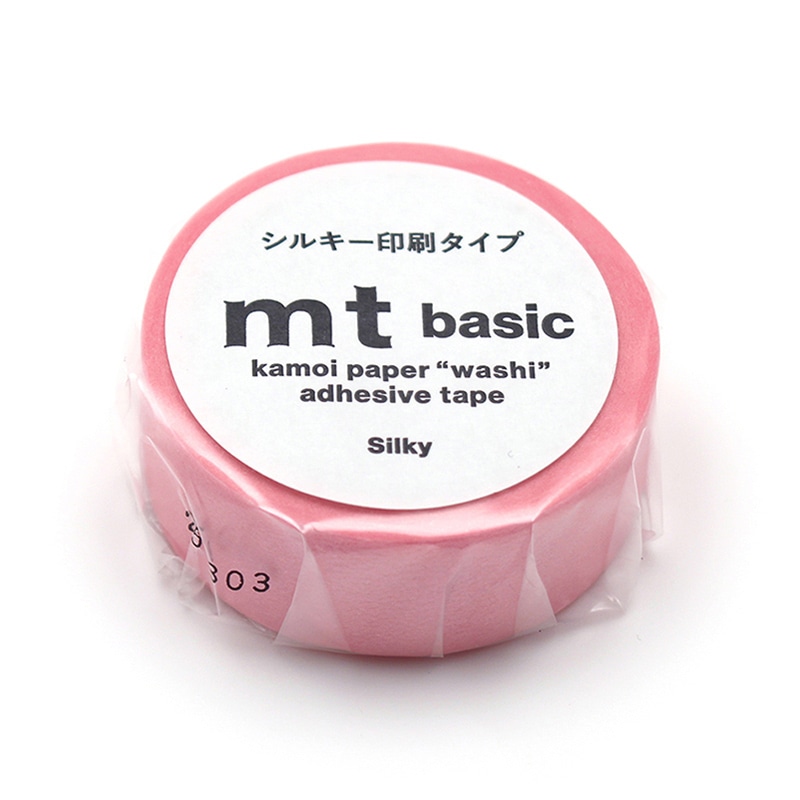 シルキー印刷タイプ
mt basic
kamoi paper “washi”
adhesive tape
Silky
303